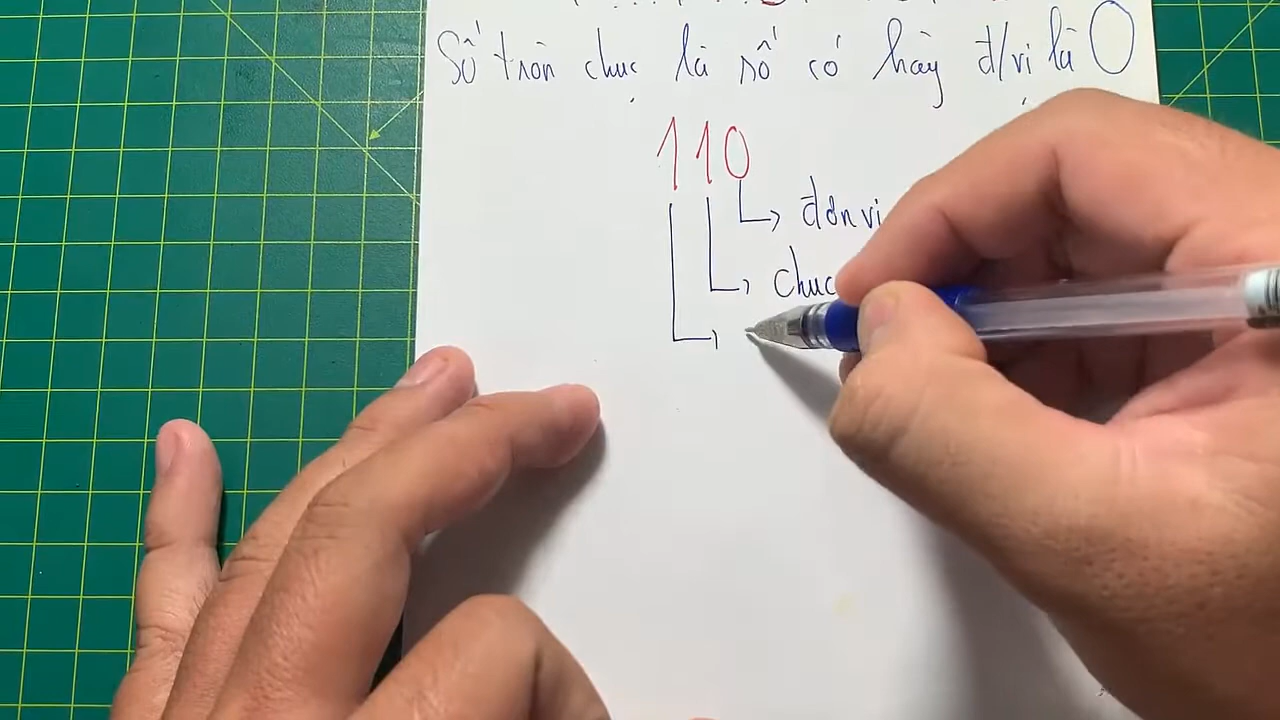 Số tròn chục là số có hàng đ/vị là 0
110
đơn vị
chục